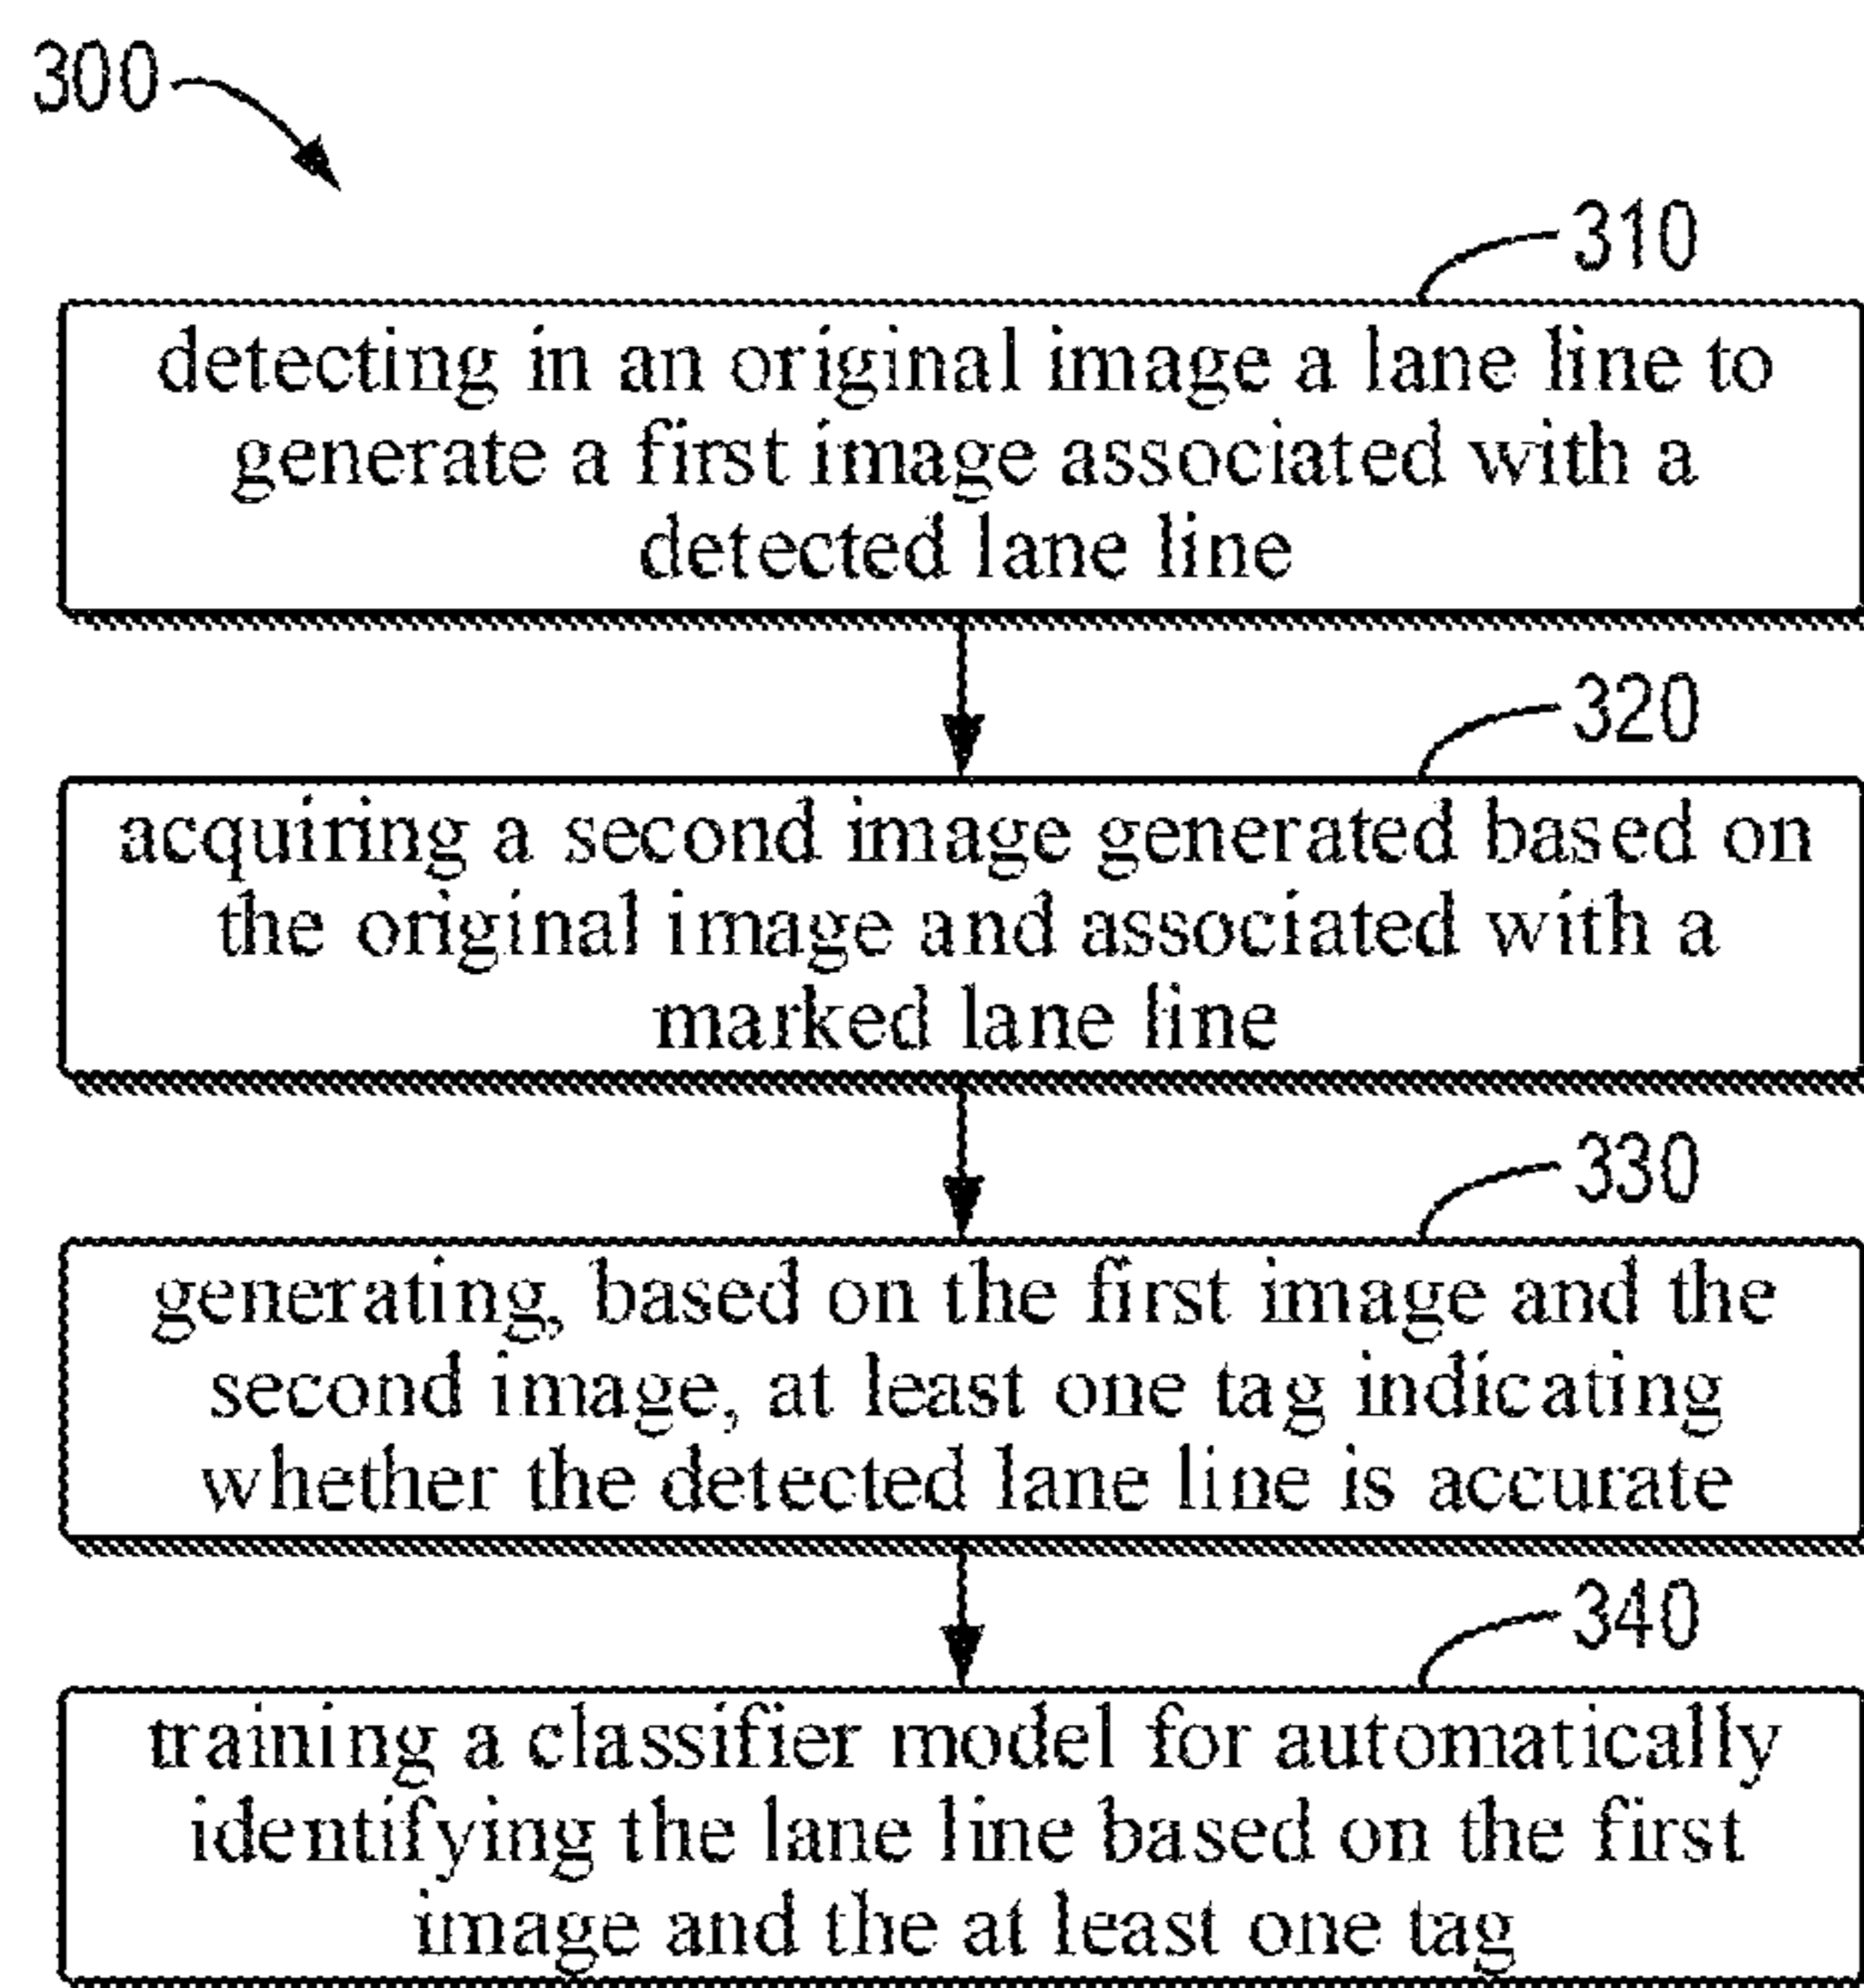 300
310
detecting in an original image a lane line to
generate a first image associated with a
detected lane line
320
acquiring a second image generated based on
the original image and associated with a
marked lane line
330
generating, based on the first image and the
second image, at least one tag indicating
whether the detected lane line is accurate
340
training a classifier model for automatically
identifying the lane line based on the first
image and the at least one tag